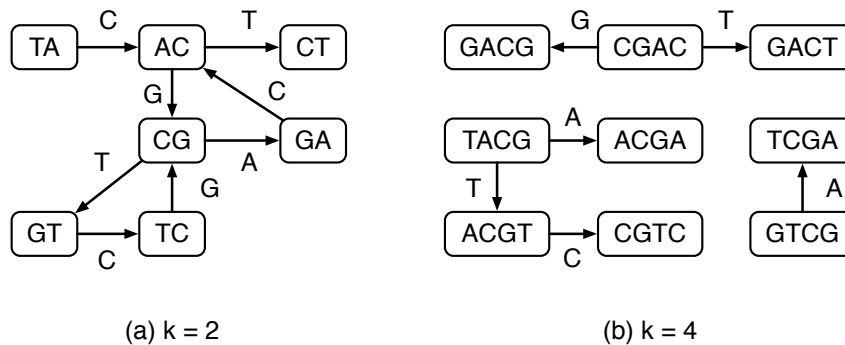 C T G T
TA AC CT GACG CGAC GACT
G C
A
CG GA TACG ACGA TCGA
T A T A
G
GT TC ACGT CGTC GTCG
C C
(a) k = 2 (b) k = 4